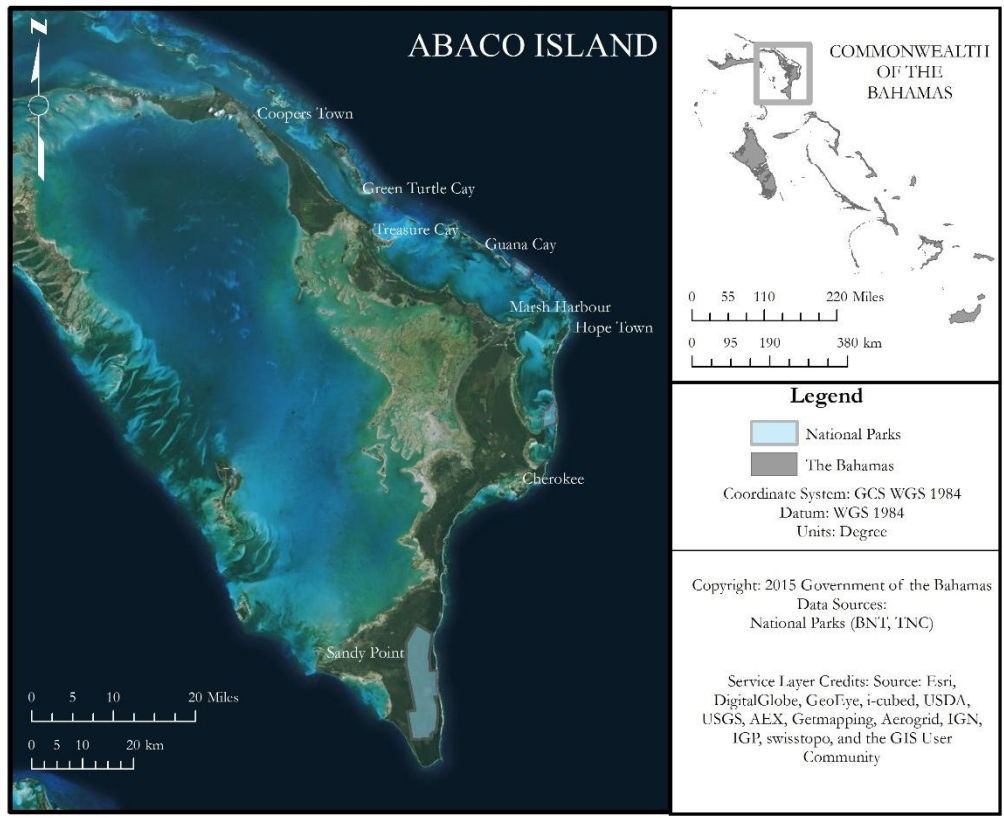 N
ABACO ISLAND
Coopers Town
Green Turtle Cay
Treasure Cay
Guana Cay
Marsh Harbour
Hope Town
Cherokee
Sandy Point
0 5 10 20 Miles
0 5 10 20 km
COMMONWEALTH
OF THE
BAHAMAS
0 55 110 220 Miles
0 95 190 380 km
Legend
National Parks
The Bahamas
Coordinate System: GCS WGS 1984
Datum: WGS 1984
Units: Degree
Copyright: 2015 Government of the Bahamas
Data Sources:
National Parks (BNT, TNC)
Service Layer Credits: Source: Esri,
DigitalGlobe, GeoEye, i-cubed, USDA,
USGS, AEX, Getmapping, Aerogrid, IGN,
IGP, swisstopo, and the GIS User
Community